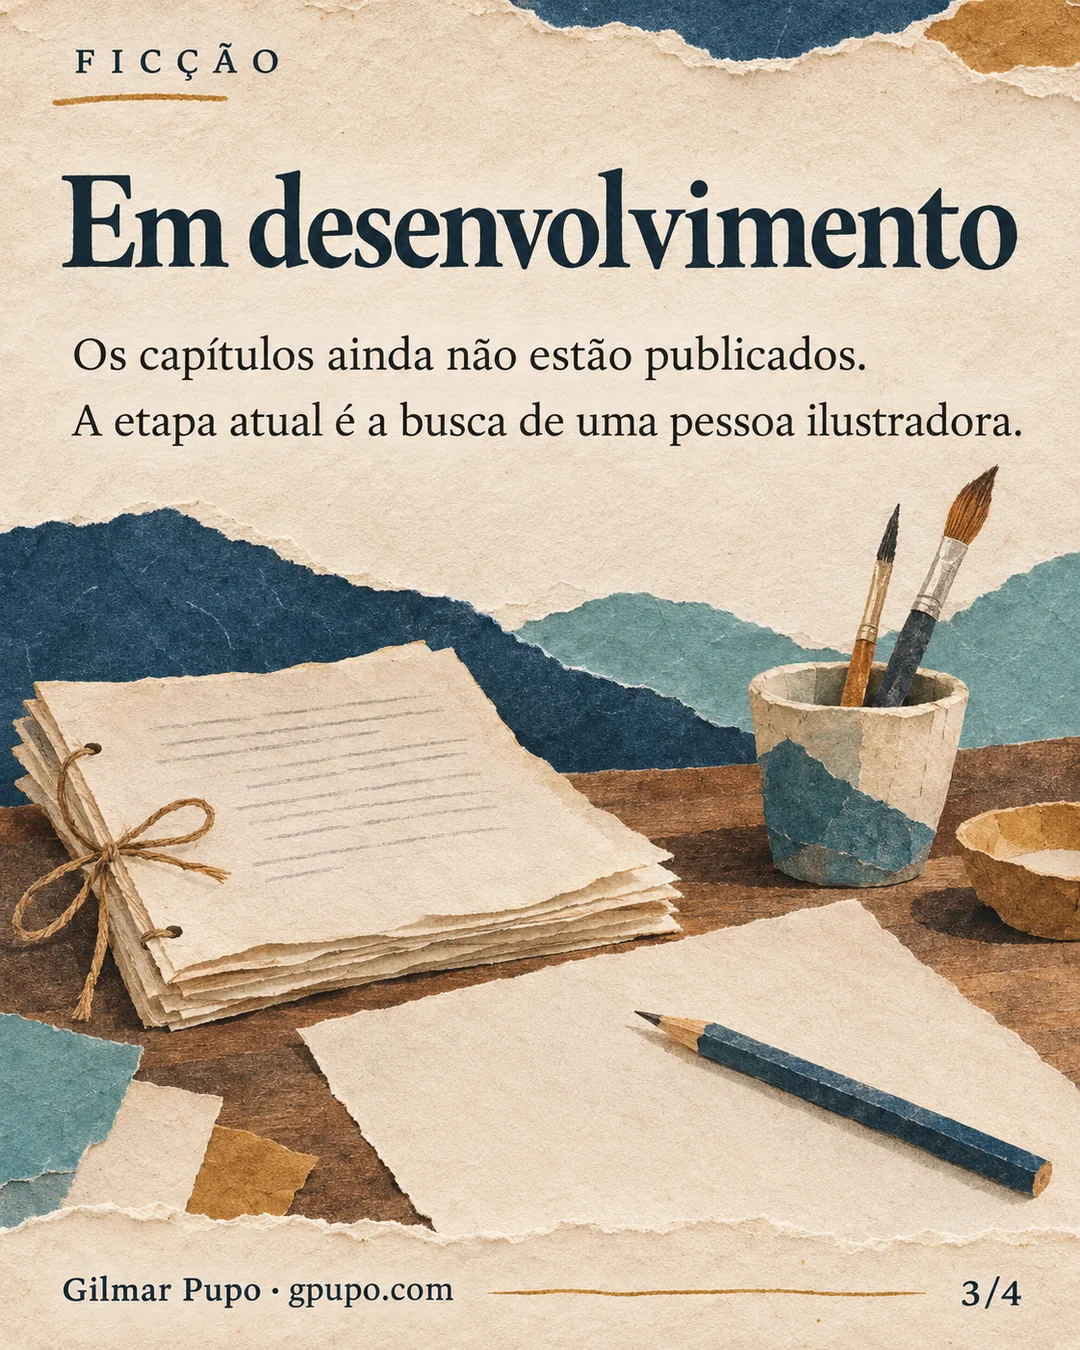 FICÇÃO
Em desenvolvimento
Os capítulos ainda não estão publicados.
A etapa atual é a busca de uma pessoa ilustradora.
Gilmar Pupo · gpupo.com
3/4